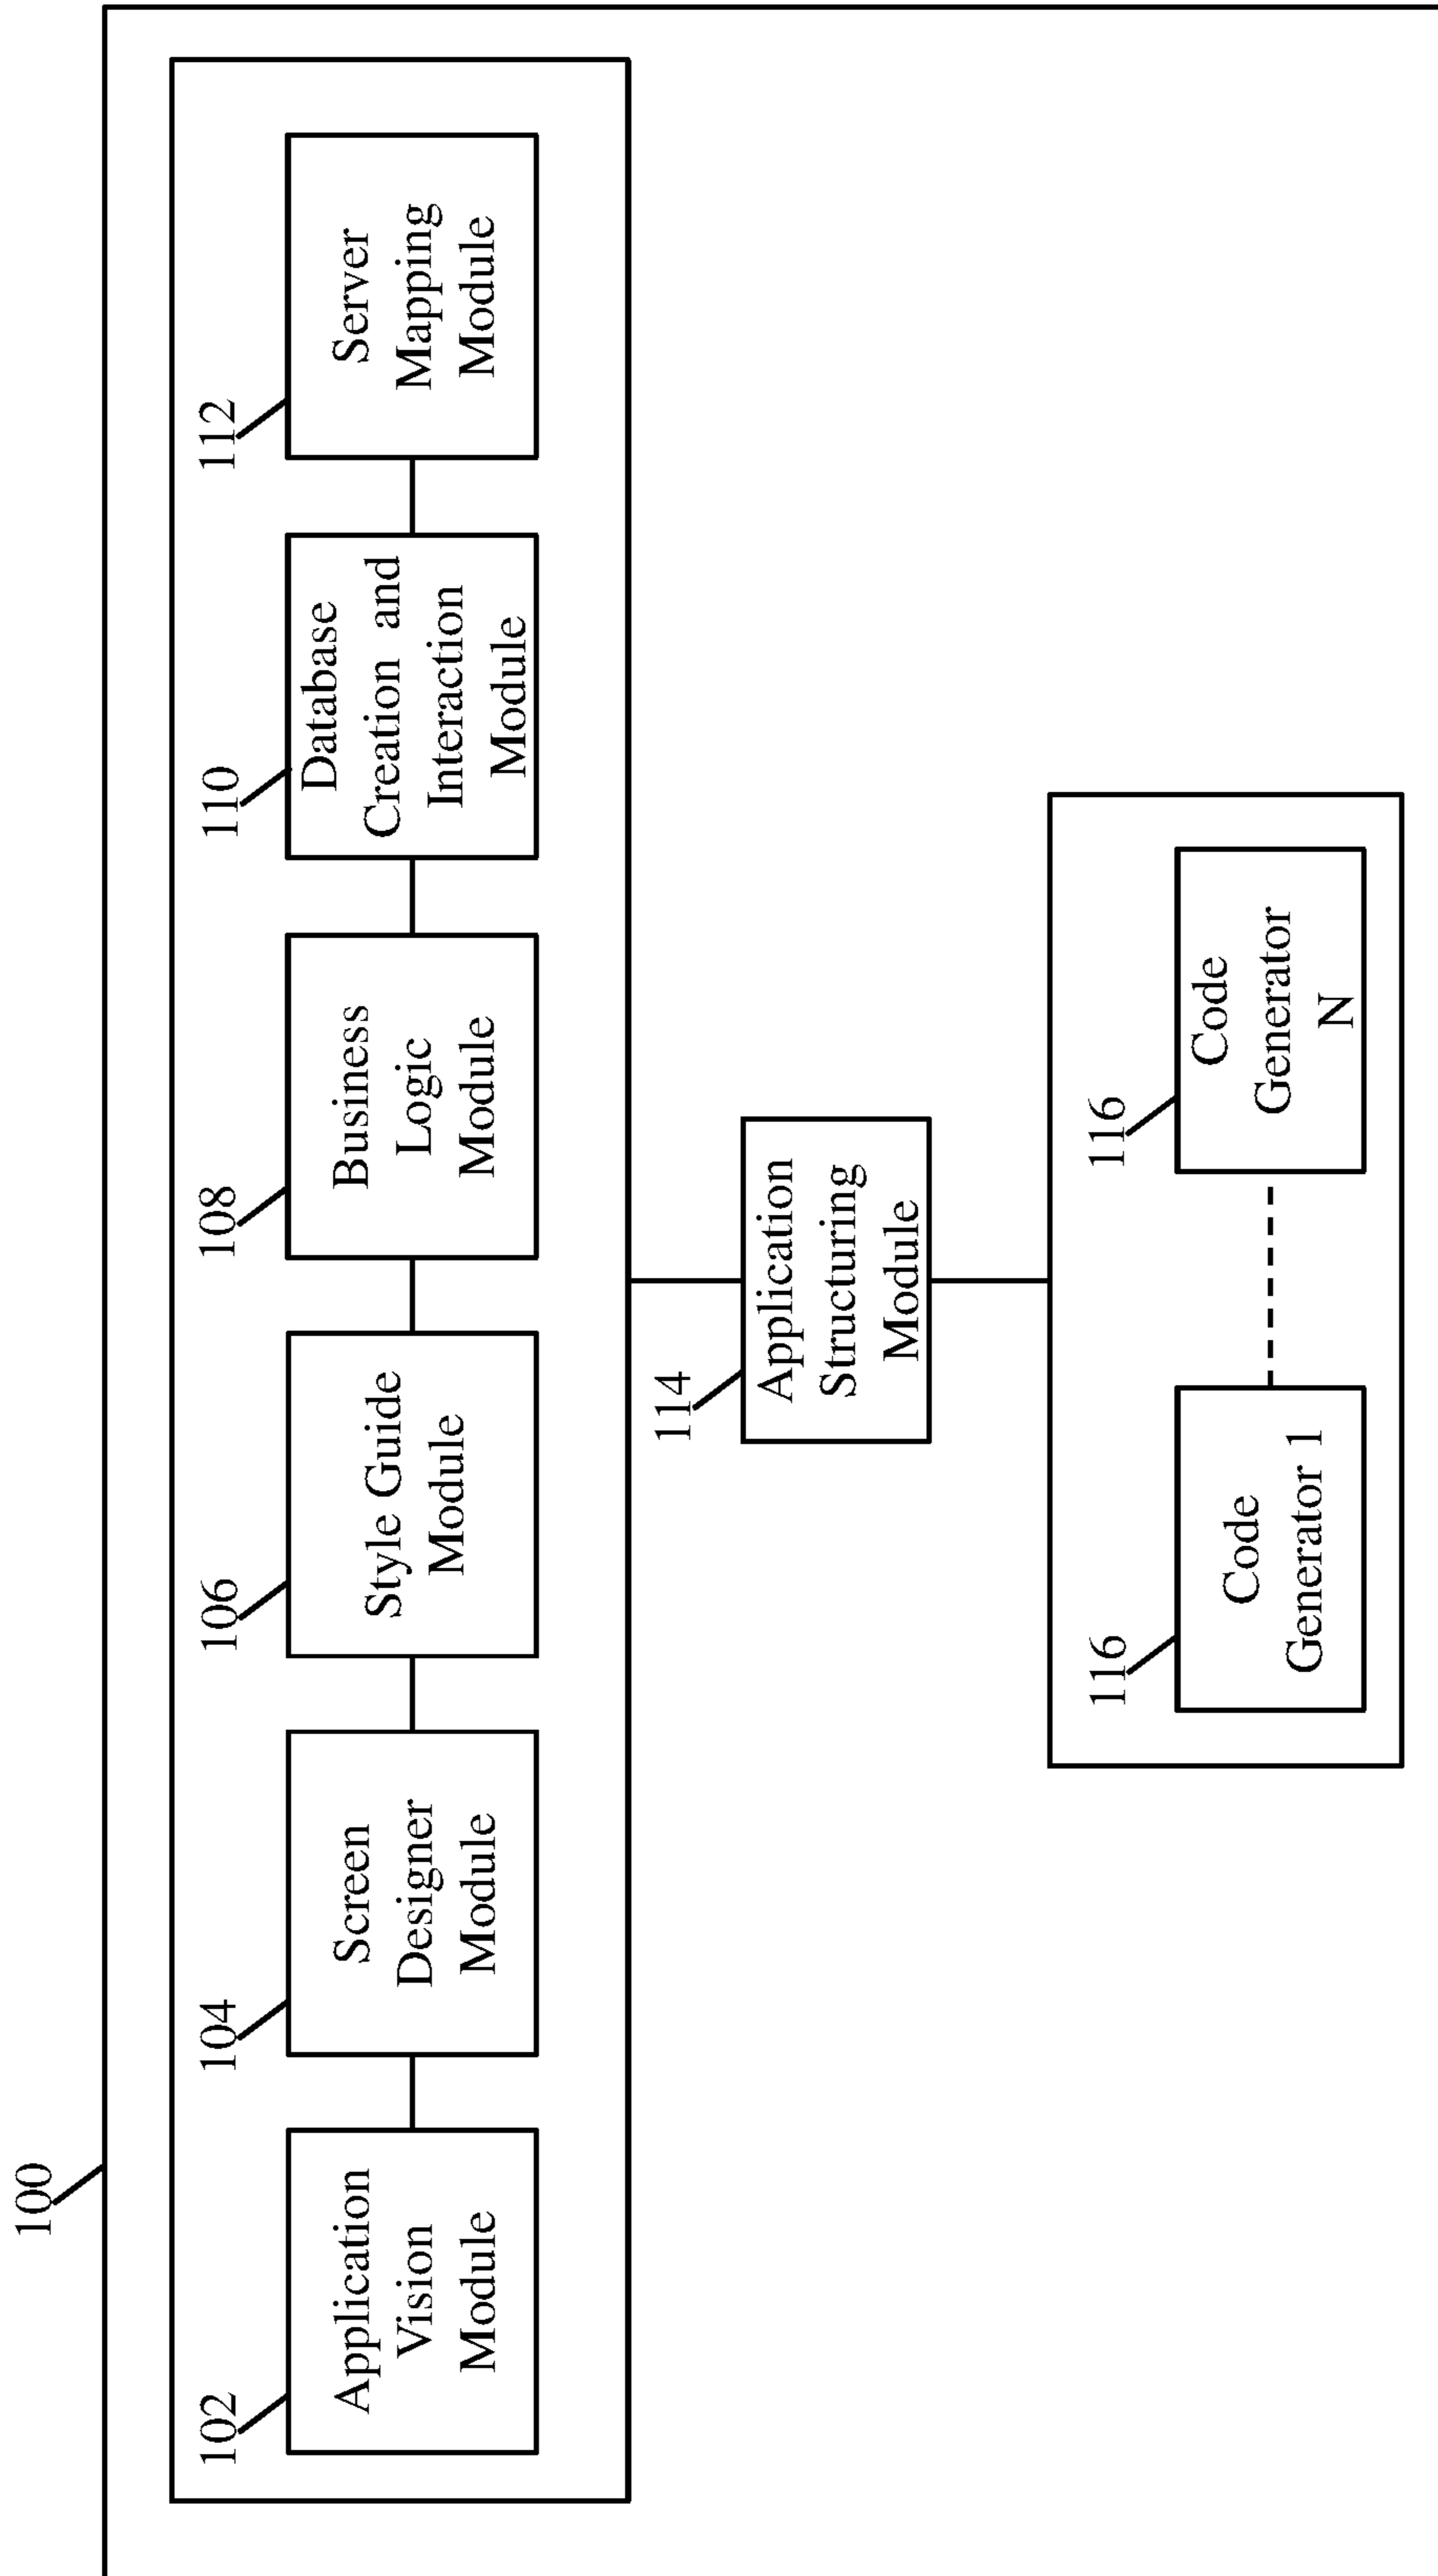 100
102
Application
Vision
Module
104
Screen
Designer
Module
106
Style Guide
Module
108
Business
Logic
Module
110
Database
Creation and
Interaction
Module
112
Server
Mapping
Module
114
Application
Structuring
Module
116
Code
Generator 1
116
Code
Generator
N